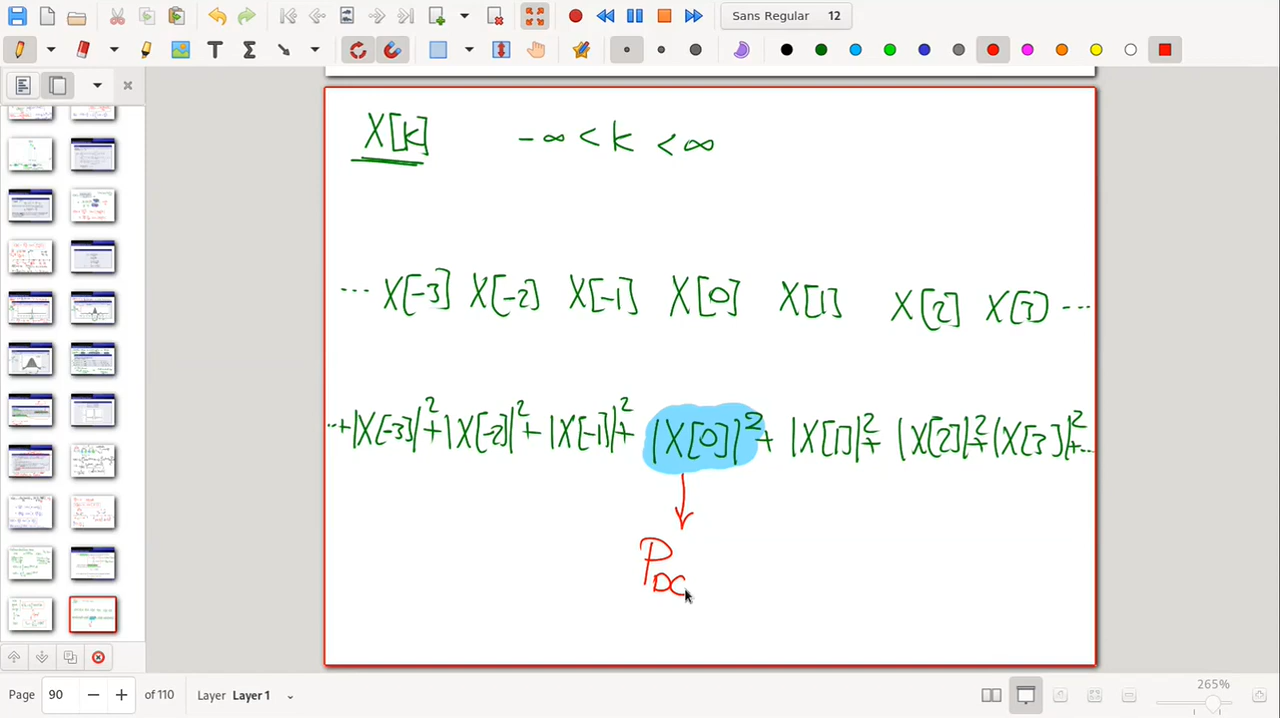 Sans Regular 12
X[k] -∞ < k < ∞
... X[-3] X[-2] X[-1] X[0] X[1] X[2] X[3] ...
...+|X[-3]|²+|X[-2]|²+|X[-1]|²+|X[0]|²+|X[1]|²+|X[2]|²+|X[3]|²+...
P_DC
Page 90 of 110 Layer Layer 1 265%